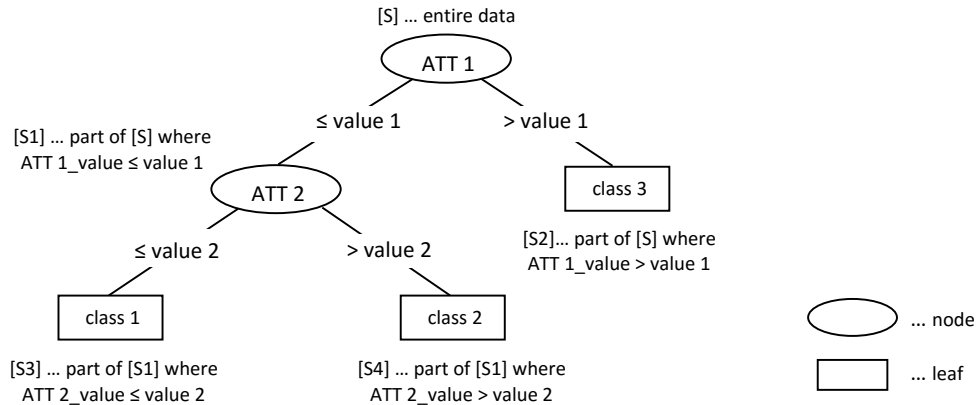 [S] ... entire data
ATT 1
≤ value 1
> value 1
[S1] ... part of [S] where
ATT 1_value ≤ value 1
ATT 2
class 3
≤ value 2
> value 2
[S2]... part of [S] where
ATT 1_value > value 1
class 1
class 2
... node
[S3] ... part of [S1] where
ATT 2_value ≤ value 2
[S4] ... part of [S1] where
ATT 2_value > value 2
... leaf